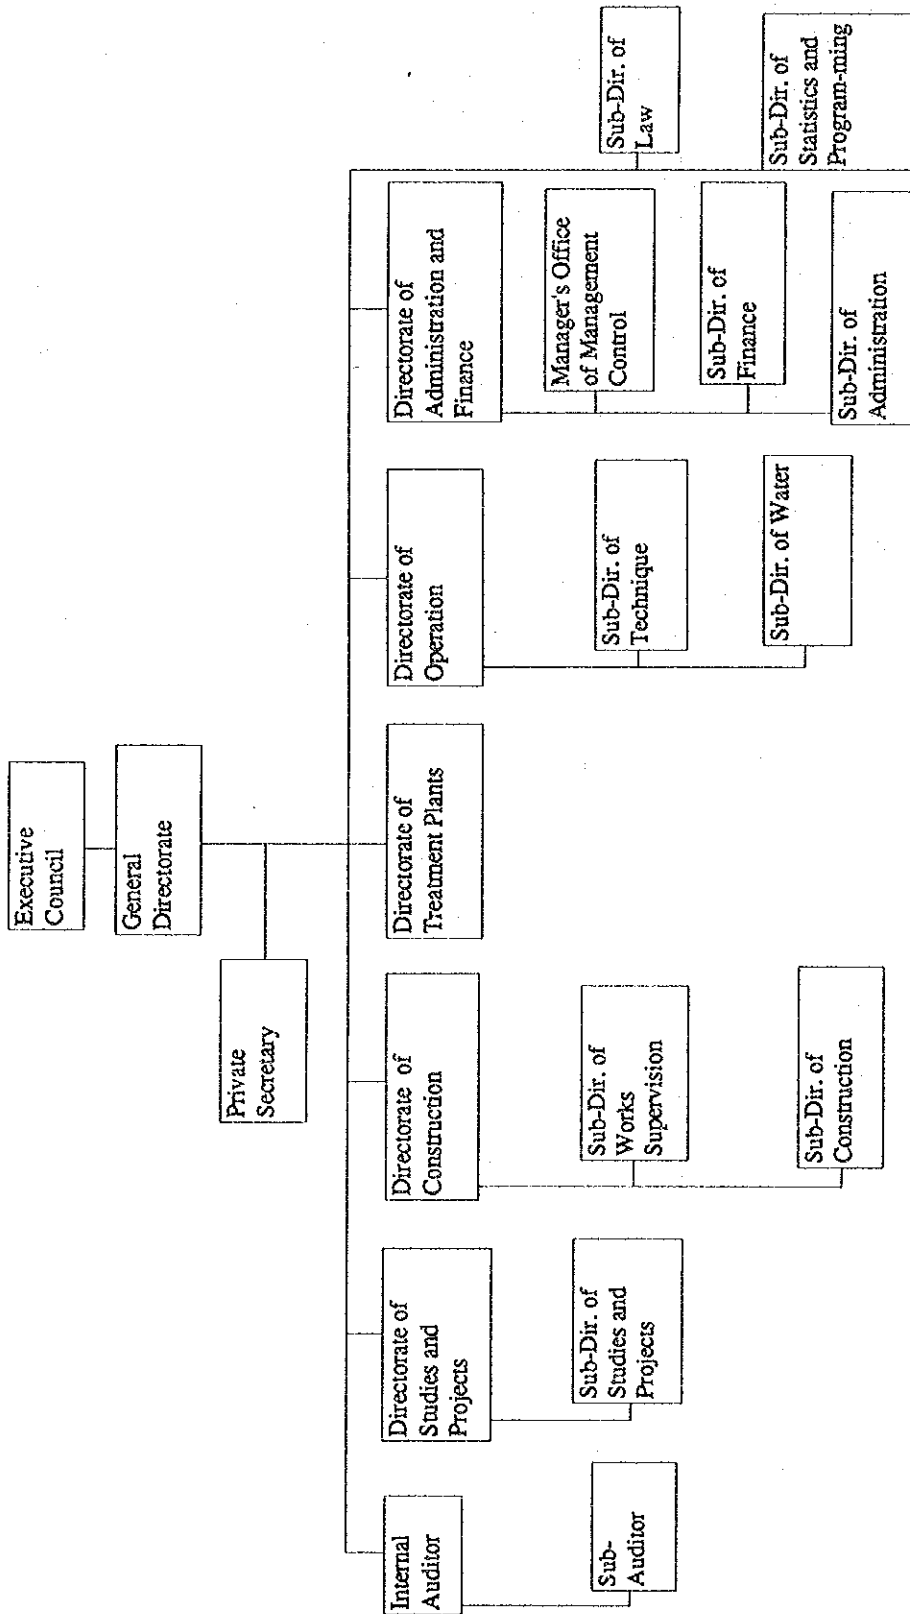 Executive
Council
General
Directorate
Private
Secretary
Internal
Auditor
Sub-
Auditor
Directorate of
Studies and
Projects
Sub-Dir. of
Studies and
Projects
Directorate of
Construction
Sub-Dir. of
Works
Supervision
Sub-Dir. of
Construction
Directorate of
Treatment Plants
Directorate of
Operation
Sub-Dir. of
Technique
Sub-Dir. of Water
Directorate of
Administration and
Finance
Manager's Office
of Management
Control
Sub-Dir. of
Finance
Sub-Dir. of
Administration
Sub-Dir. of
Law
Sub-Dir. of
Statistics and
Program-ming